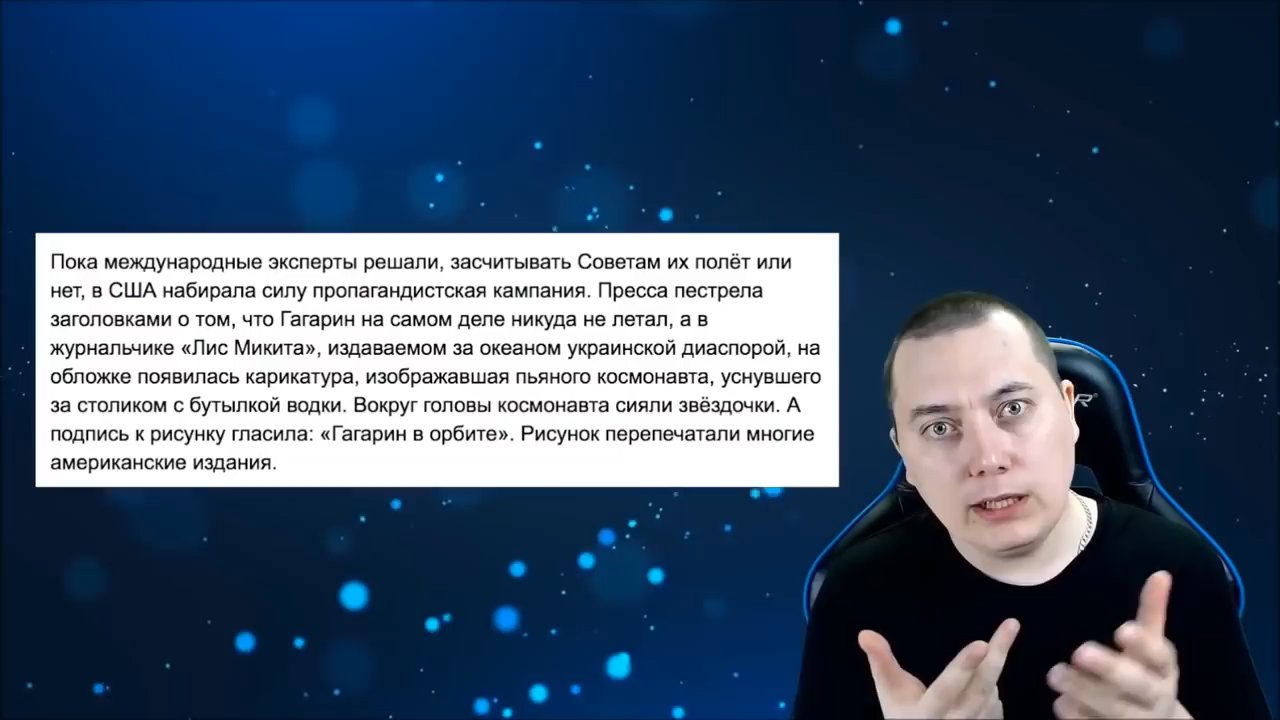 Пока международные эксперты решали, засчитывать Советам их полёт или
нет, в США набирала силу пропагандистская кампания. Пресса пестрела
заголовками о том, что Гагарин на самом деле никуда не летал, а в
журнальчике «Лис Микита», издаваемом за океаном украинской диаспорой, на
обложке появилась карикатура, изображавшая пьяного космонавта, уснувшего
за столиком с бутылкой водки. Вокруг головы космонавта сияли звёздочки. А
подпись к рисунку гласила: «Гагарин в орбите». Рисунок перепечатали многие
американские издания.